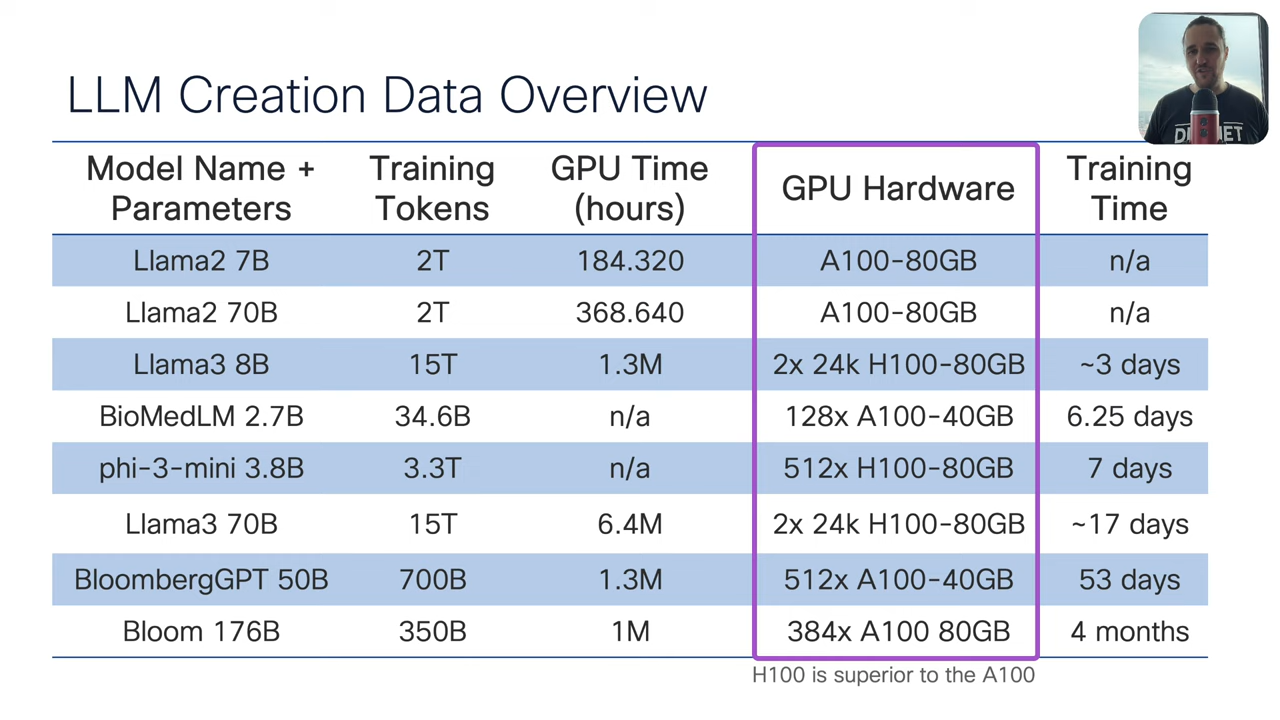 LLM Creation Data Overview
Model Name + Parameters Training Tokens GPU Time (hours) GPU Hardware Training Time
Llama2 7B 2T 184.320 A100-80GB n/a
Llama2 70B 2T 368.640 A100-80GB n/a
Llama3 8B 15T 1.3M 2x 24k H100-80GB ~3 days
BioMedLM 2.7B 34.6B n/a 128x A100-40GB 6.25 days
phi-3-mini 3.8B 3.3T n/a 512x H100-80GB 7 days
Llama3 70B 15T 6.4M 2x 24k H100-80GB ~17 days
BloombergGPT 50B 700B 1.3M 512x A100-40GB 53 days
Bloom 176B 350B 1M 384x A100 80GB 4 months
H100 is superior to the A100